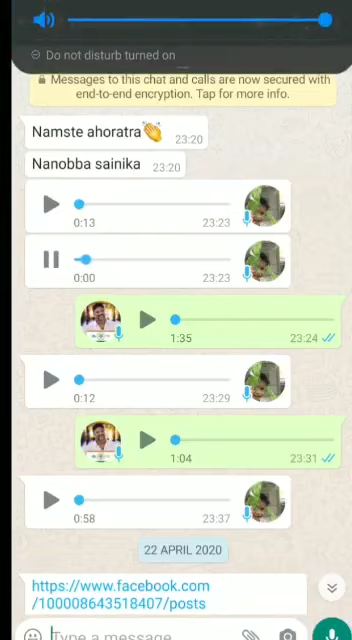 Do not disturb turned on
Messages to this chat and calls are now secured with
end-to-end encryption. Tap for more info.
Namste ahoratra👏 23:20
Nanobba sainika 23:20
0:13 23:23
0:00 23:23
1:35 23:24
0:12 23:29
1:04 23:31
0:58 23:37
22 APRIL 2020
https://www.facebook.com
/100008643518407/posts
Type a message